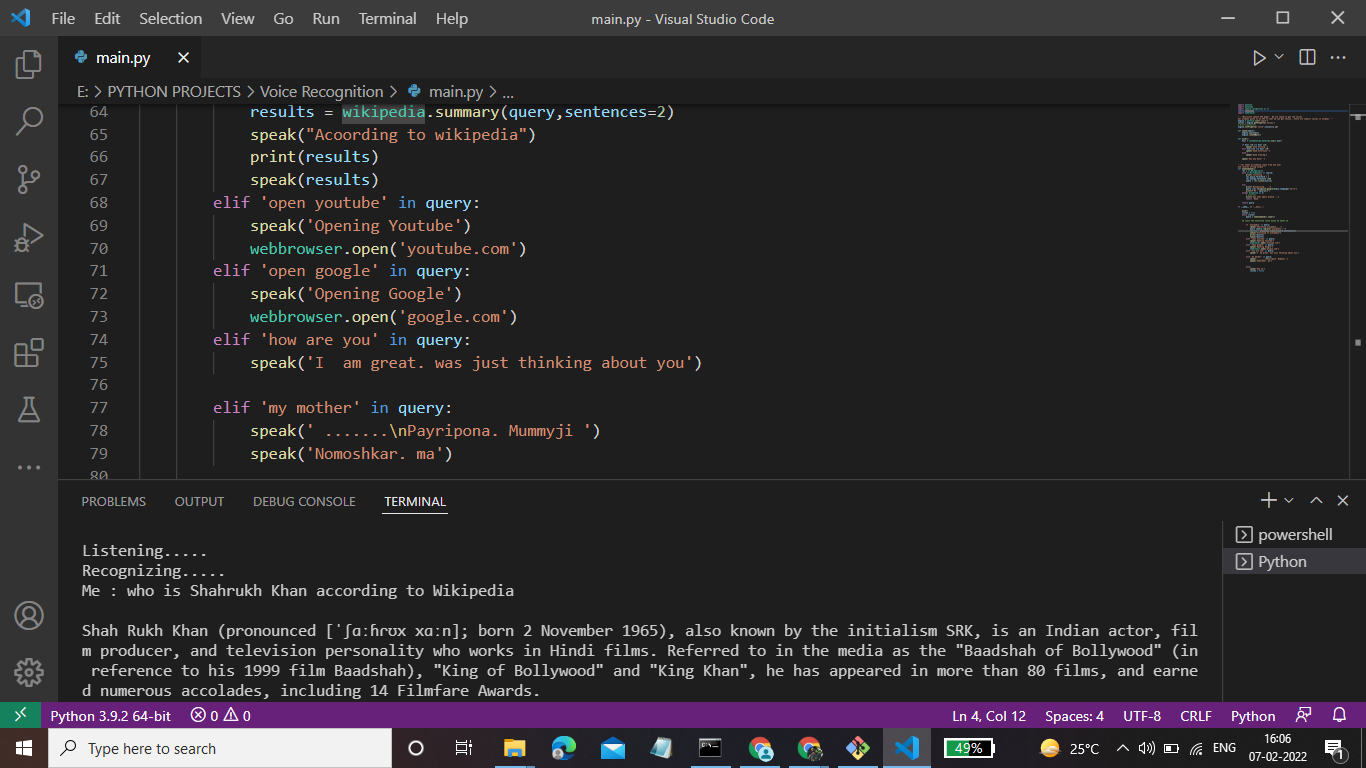 File Edit Selection View Go Run Terminal Help main.py - Visual Studio Code
main.py
E: > PYTHON PROJECTS > Voice Recognition > main.py > ...
64 results = wikipedia.summary(query,sentences=2)
65 speak("Acoording to wikipedia")
66 print(results)
67 speak(results)
68 elif 'open youtube' in query:
69 speak('Opening Youtube')
70 webbrowser.open('youtube.com')
71 elif 'open google' in query:
72 speak('Opening Google')
73 webbrowser.open('google.com')
74 elif 'how are you' in query:
75 speak('I  am great. was just thinking about you')
76
77 elif 'my mother' in query:
78 speak(' .......\nPayripona. Mummyji ')
79 speak('Nomoshkar. ma')
80
PROBLEMS OUTPUT DEBUG CONSOLE TERMINAL
powershell
Python
Listening.....
Recognizing.....
Me : who is Shahrukh Khan according to Wikipedia
Shah Rukh Khan (pronounced [ˈʃɑːɦrʊx xɑːn]; born 2 November 1965), also known by the initialism SRK, is an Indian actor, fil
m producer, and television personality who works in Hindi films. Referred to in the media as the "Baadshah of Bollywood" (in
reference to his 1999 film Baadshah), "King of Bollywood" and "King Khan", he has appeared in more than 80 films, and earne
d numerous accolades, including 14 Filmfare Awards.
Python 3.9.2 64-bit 0 0 Ln 4, Col 12 Spaces: 4 UTF-8 CRLF Python
Type here to search 49% 25°C ENG 16:06
07-02-2022 1